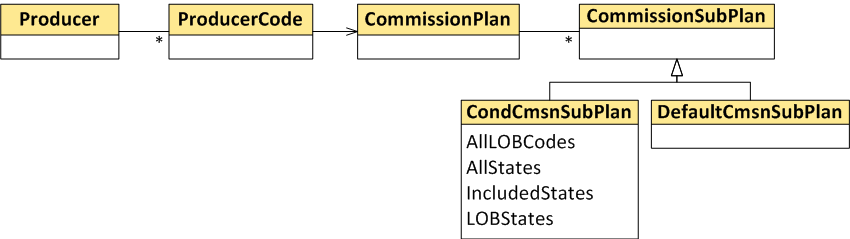 Producer
ProducerCode
CommissionPlan
CommissionSubPlan
*
*
CondCmsnSubPlan
DefaultCmsnSubPlan
AllLOBCodes
AllStates
IncludedStates
LOBStates